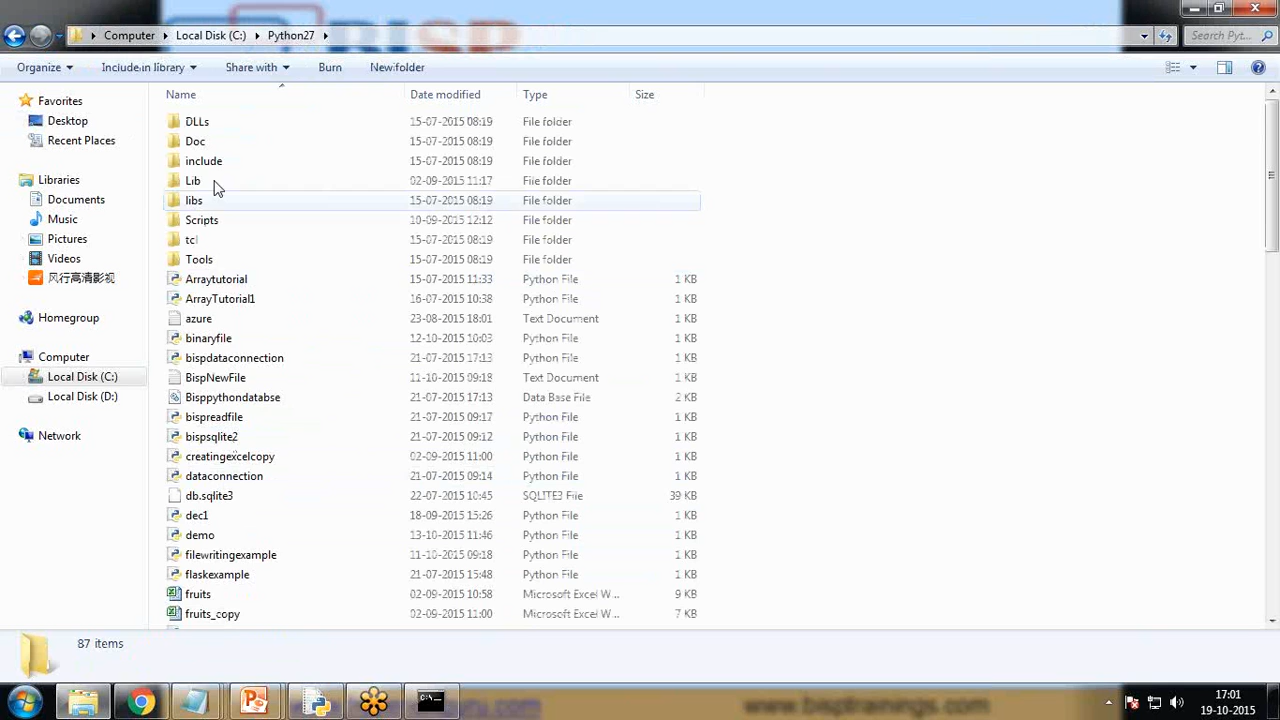 Computer Local Disk (C:) Python27 Search Pyt...
Organize Include in library Share with Burn New folder
Name Date modified Type Size
Favorites
Desktop
Recent Places
Libraries
Documents
Music
Pictures
Videos
风行高清影视
Homegroup
Computer
Local Disk (C:)
Local Disk (D:)
Network
DLLs 15-07-2015 08:19 File folder
Doc 15-07-2015 08:19 File folder
include 15-07-2015 08:19 File folder
Lib 02-09-2015 11:17 File folder
libs 15-07-2015 08:19 File folder
Scripts 10-09-2015 12:12 File folder
tcl 15-07-2015 08:19 File folder
Tools 15-07-2015 08:19 File folder
Arraytutorial 15-07-2015 11:33 Python File 1 KB
ArrayTutorial1 16-07-2015 10:38 Python File 1 KB
azure 23-08-2015 18:01 Text Document 1 KB
binaryfile 12-10-2015 10:03 Python File 1 KB
bispdataconnection 21-07-2015 17:13 Python File 1 KB
BispNewFile 11-10-2015 09:18 Text Document 1 KB
Bisppythondatabse 21-07-2015 17:13 Data Base File 2 KB
bispreadfile 21-07-2015 09:17 Python File 1 KB
bispsqlite2 21-07-2015 09:12 Python File 1 KB
creatingexcelcopy 02-09-2015 11:00 Python File 1 KB
dataconnection 21-07-2015 09:14 Python File 1 KB
db.sqlite3 22-07-2015 10:45 SQLITE3 File 39 KB
dec1 18-09-2015 15:26 Python File 1 KB
demo 13-10-2015 11:46 Python File 1 KB
filewritingexample 11-10-2015 09:18 Python File 1 KB
flaskexample 21-07-2015 15:48 Python File 1 KB
fruits 02-09-2015 10:58 Microsoft Excel W... 9 KB
fruits_copy 02-09-2015 11:00 Microsoft Excel W... 7 KB
87 items
17:01
19-10-2015